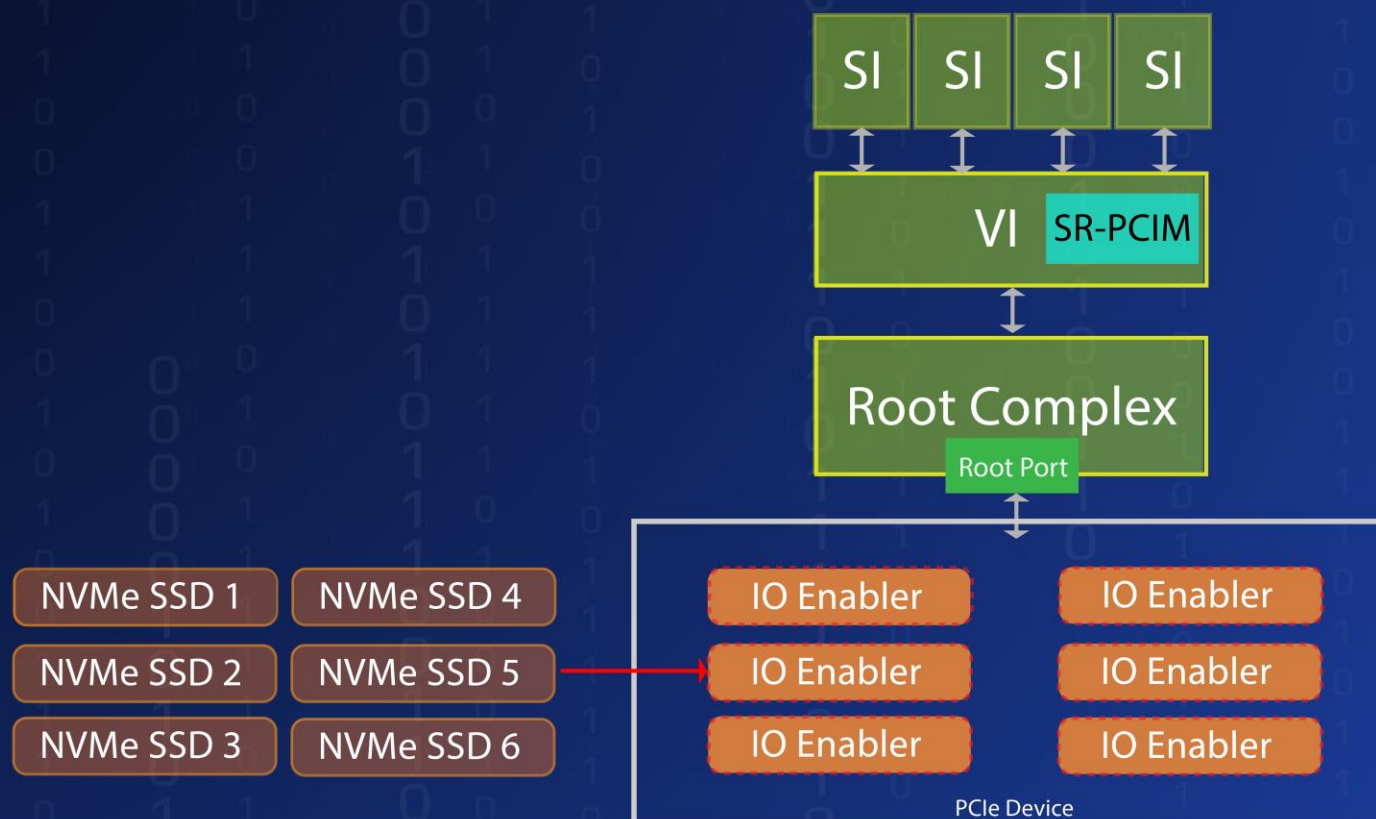 SI SI SI SI
VI SR-PCIM
Root Complex
Root Port
NVMe SSD 1 NVMe SSD 4 IO Enabler IO Enabler
NVMe SSD 2 NVMe SSD 5 IO Enabler IO Enabler
NVMe SSD 3 NVMe SSD 6 IO Enabler IO Enabler
PCIe Device